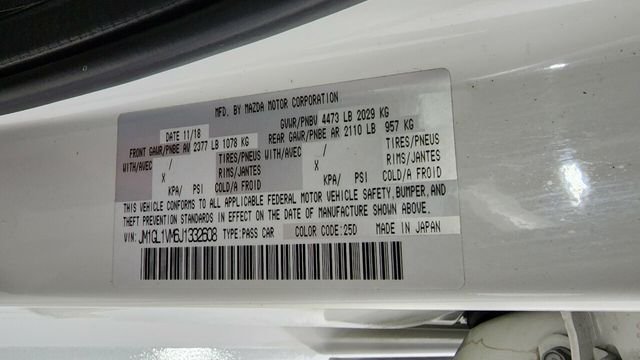 MFD. BY MAZDA MOTOR CORPORATION
DATE 11/18 GVWR/PNBV 4473 LB 2029 KG
FRONT GAWR/PNBE AV 2377 LB 1078 KG REAR GAWR/PNBE AR 2110 LB 957 KG
WITH/AVEC / TIRES/PNEUS WITH/AVEC / TIRES/PNEUS
X RIMS/JANTES X RIMS/JANTES
KPA/ PSI COLD/A FROID KPA/ PSI COLD/A FROID
THIS VEHICLE CONFORMS TO ALL APPLICABLE FEDERAL MOTOR VEHICLE SAFETY, BUMPER, AND
THEFT PREVENTION STANDARDS IN EFFECT ON THE DATE OF MANUFACTURE SHOWN ABOVE.
VIN: JM1GL1VM6J1332608 TYPE:PASS CAR COLOR CODE:25D MADE IN JAPAN